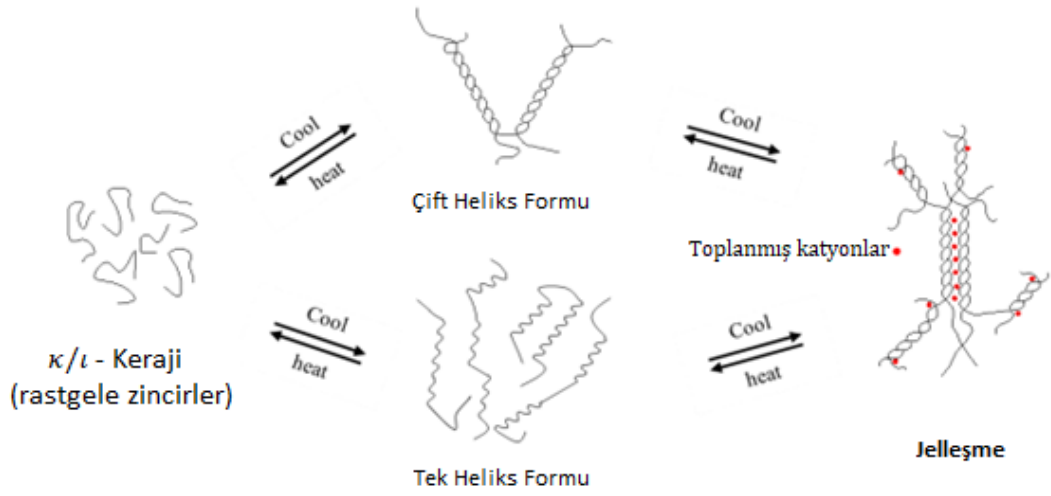 Cool
heat
Çift Heliks Formu
Cool
heat
Toplanmış katyonlar
κ/ι - Keraji
(rastgele zincirler)
Cool
heat
Tek Heliks Formu
Cool
heat
Jelleşme